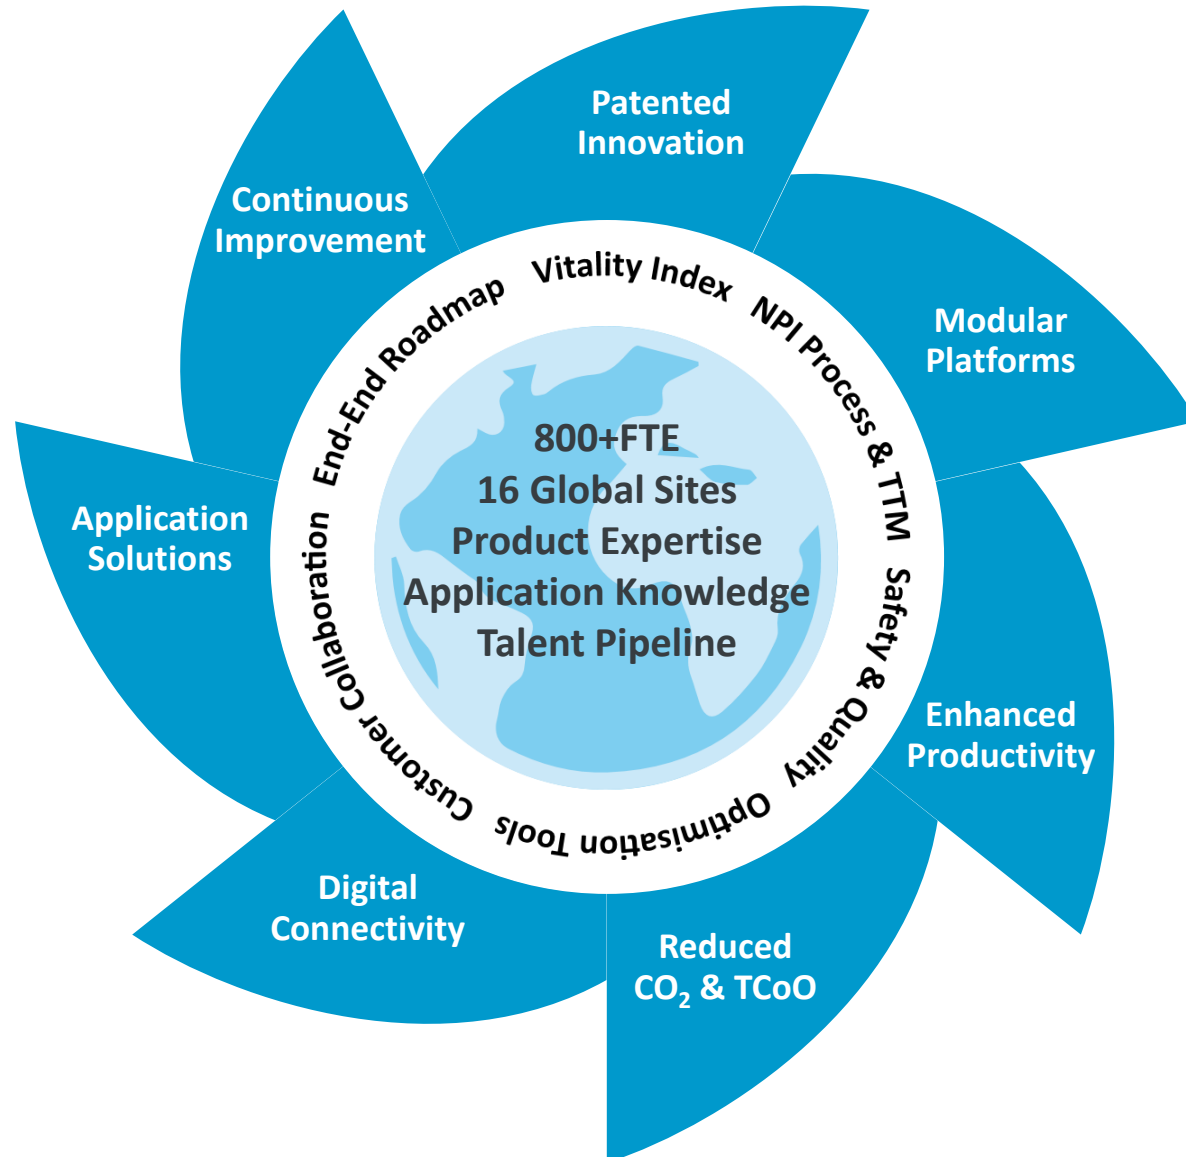 Patented
Innovation
Modular
Platforms
Enhanced
Productivity
Reduced
CO₂ & TCoO
Digital
Connectivity
Application
Solutions
Continuous
Improvement
Vitality Index
NPI Process & TTM
Safety & Quality
Optimisation Tools
Customer Collaboration
End-End Roadmap
800+FTE
16 Global Sites
Product Expertise
Application Knowledge
Talent Pipeline